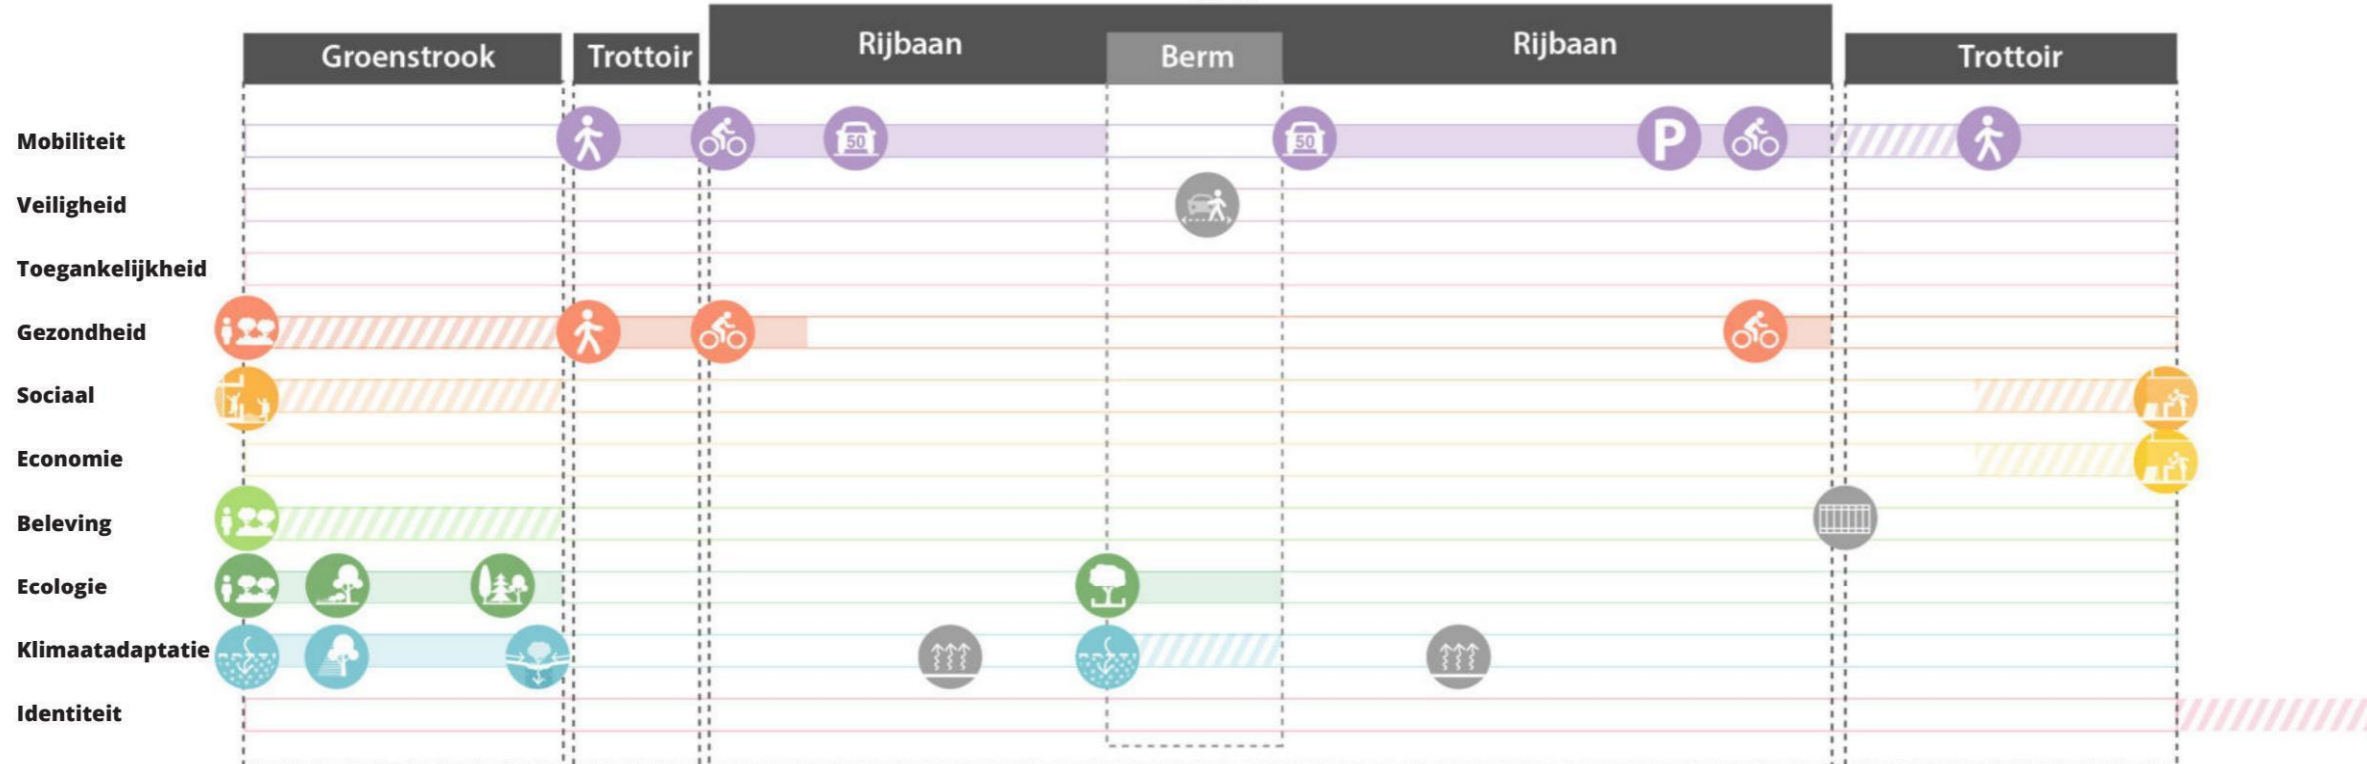 Groenstrook
Trottoir
Rijbaan
Berm
Rijbaan
Trottoir
Mobiliteit
50
50
P
Veiligheid
Toegankelijkheid
Gezondheid
Sociaal
Economie
Beleving
Ecologie
Klimaatadaptatie
Identiteit